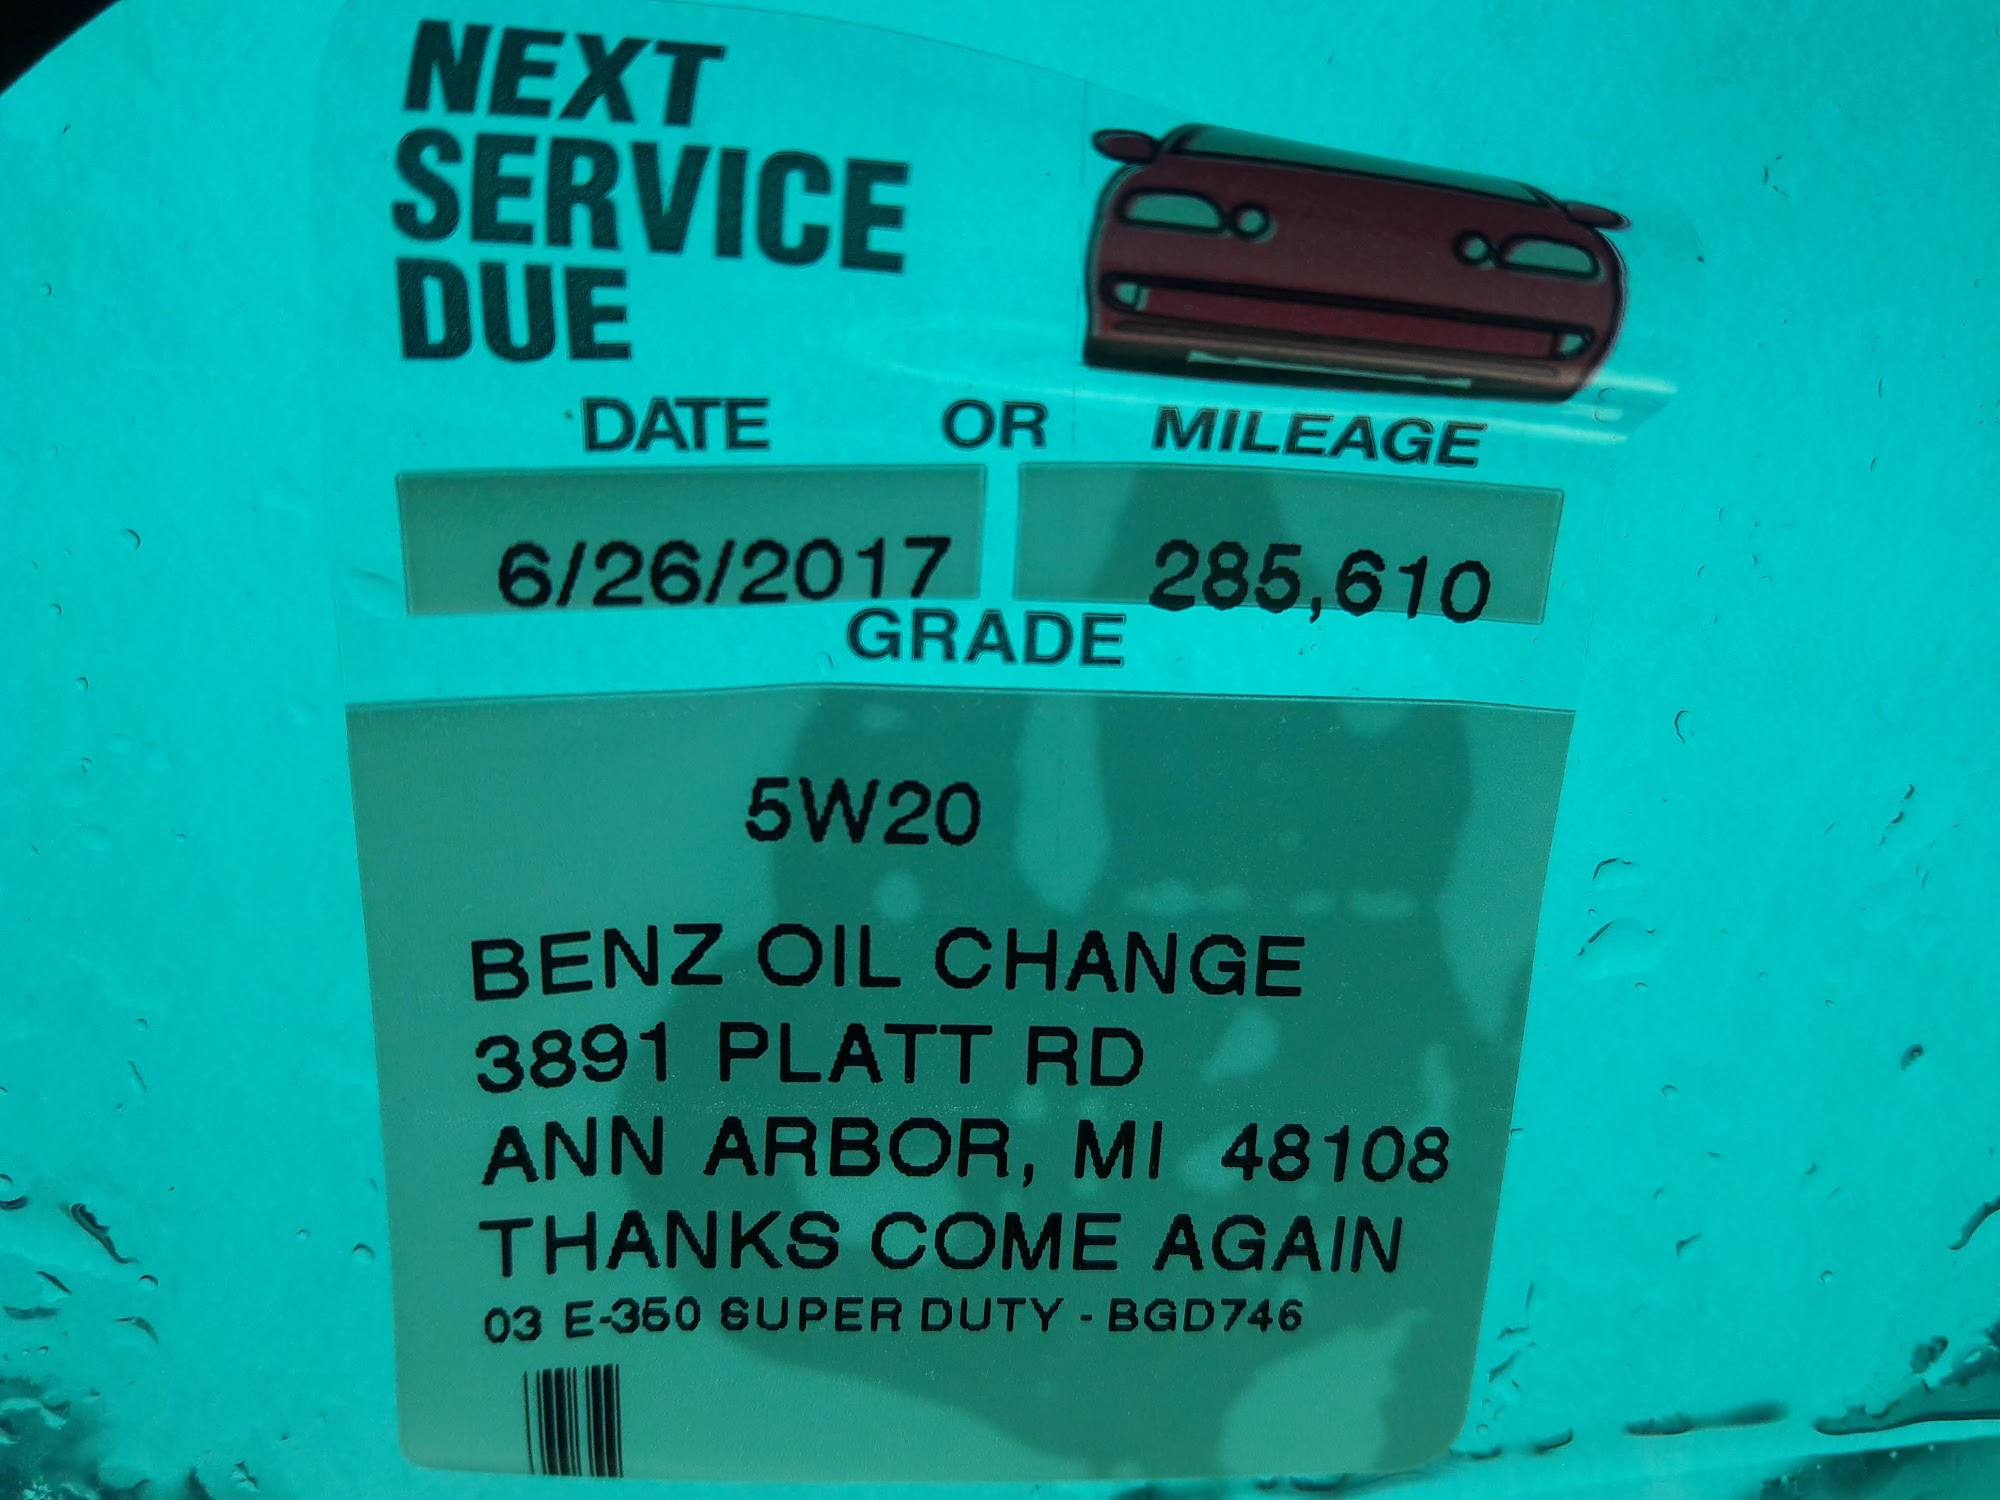 NEXT
SERVICE
DUE
DATE OR MILEAGE
6/26/2017 285,610
GRADE
5W20
BENZ OIL CHANGE
3891 PLATT RD
ANN ARBOR, MI 48108
THANKS COME AGAIN
03 E-350 SUPER DUTY - BGD746